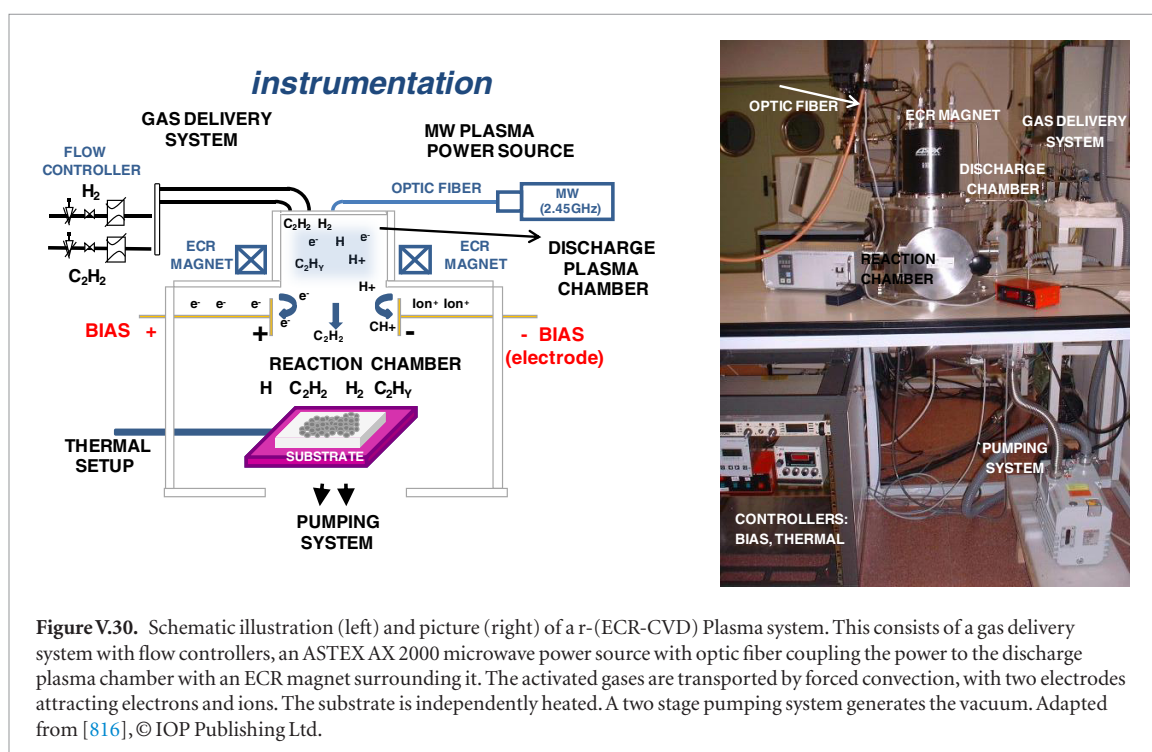 instrumentation
GAS DELIVERY
SYSTEM
MW PLASMA
POWER SOURCE
FLOW
CONTROLLER
H2
C2H2
OPTIC FIBER
MW
(2.45GHz)
C2H2 H2
e- H e-
C2HY H+
ECR
MAGNET
ECR
MAGNET
DISCHARGE
PLASMA
CHAMBER
H+
e- e- e- e-
Ion+ Ion+
BIAS +
+ e-
C2H2
CH+ -
- BIAS
(electrode)
REACTION CHAMBER
H C2H2 H2 C2HY
THERMAL
SETUP
SUBSTRATE
PUMPING
SYSTEM
OPTIC FIBER
ECR MAGNET
GAS DELIVERY
SYSTEM
DISCHARGE
CHAMBER
REACTION
CHAMBER
V
PUMPING
SYSTEM
CONTROLLERS:
BIAS, THERMAL
Figure V.30. Schematic illustration (left) and picture (right) of a r-(ECR-CVD) Plasma system. This consists of a gas delivery
system with flow controllers, an ASTEX AX 2000 microwave power source with optic fiber coupling the power to the discharge
plasma chamber with an ECR magnet surrounding it. The activated gases are transported by forced convection, with two electrodes
attracting electrons and ions. The substrate is independently heated. A two stage pumping system generates the vacuum. Adapted
from [816], © IOP Publishing Ltd.